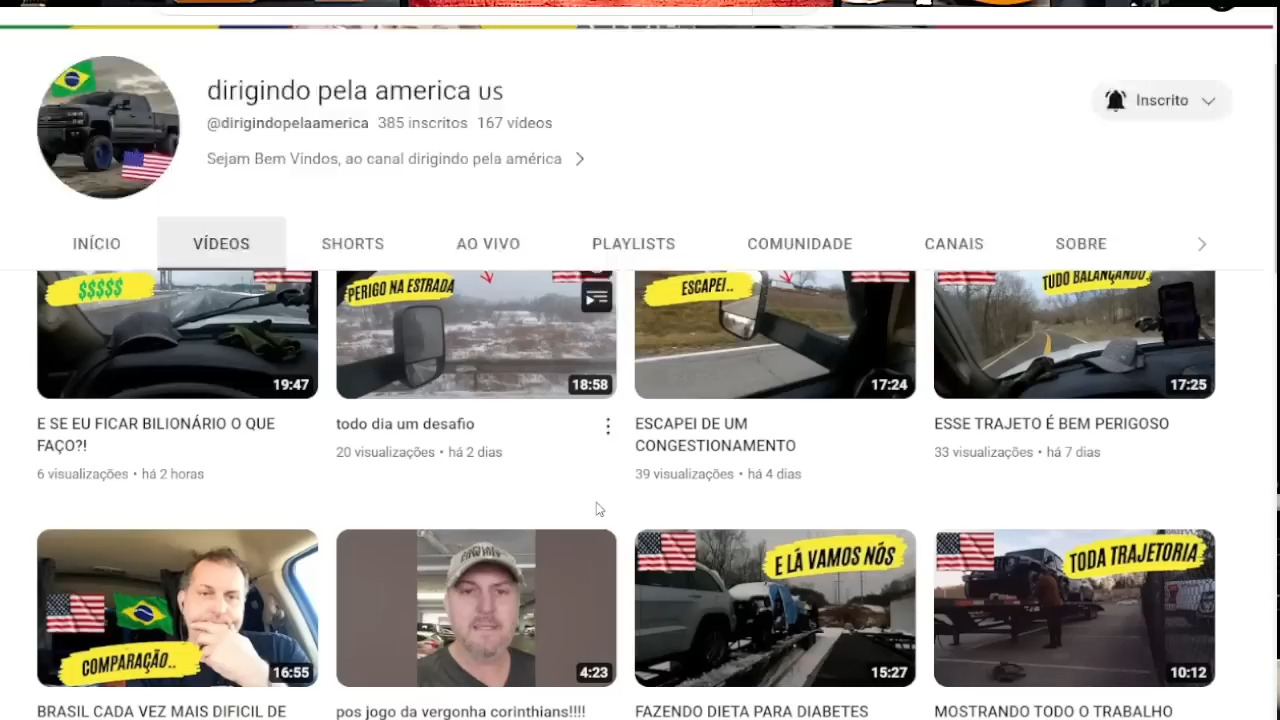 dirigindo pela america us
@dirigindopelaamerica 385 inscritos 167 vídeos
Inscrito
Sejam Bem Vindos, ao canal dirigindo pela américa
INÍCIO VÍDEOS SHORTS AO VIVO PLAYLISTS COMUNIDADE CANAIS SOBRE
$$$$$
PERIGO NA ESTRADA
ESCAPEI..
TUDO BALANÇANDO.
19:47
18:58
17:24
17:25
E SE EU FICAR BILIONÁRIO O QUE
FAÇO?!
6 visualizações • há 2 horas
todo dia um desafio
20 visualizações • há 2 dias
ESCAPEI DE UM
CONGESTIONAMENTO
39 visualizações • há 4 dias
ESSE TRAJETO É BEM PERIGOSO
33 visualizações • há 7 dias
COMPARAÇÃO..
16:55
4:23
E LÁ VAMOS NÓS
15:27
TODA TRAJETORIA
10:12
BRASIL CADA VEZ MAIS DIFICIL DE
pos jogo da vergonha corinthians!!!!
FAZENDO DIETA PARA DIABETES
MOSTRANDO TODO O TRABALHO